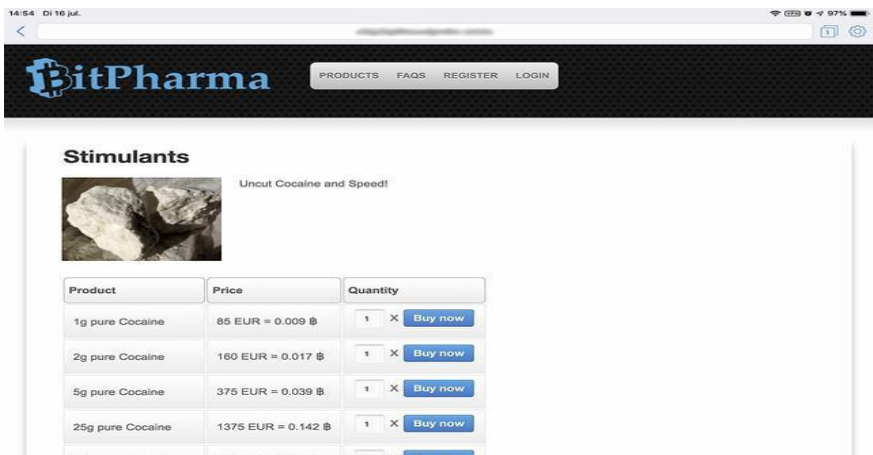 14:54 Di 16 jul. VPN 97%
1
BitPharma
PRODUCTS FAQS REGISTER LOGIN
Stimulants
Uncut Cocaine and Speed!
Product Price Quantity
1g pure Cocaine 85 EUR = 0.009 ฿ 1 X Buy now
2g pure Cocaine 160 EUR = 0.017 ฿ 1 X Buy now
5g pure Cocaine 375 EUR = 0.039 ฿ 1 X Buy now
25g pure Cocaine 1375 EUR = 0.142 ฿ 1 X Buy now